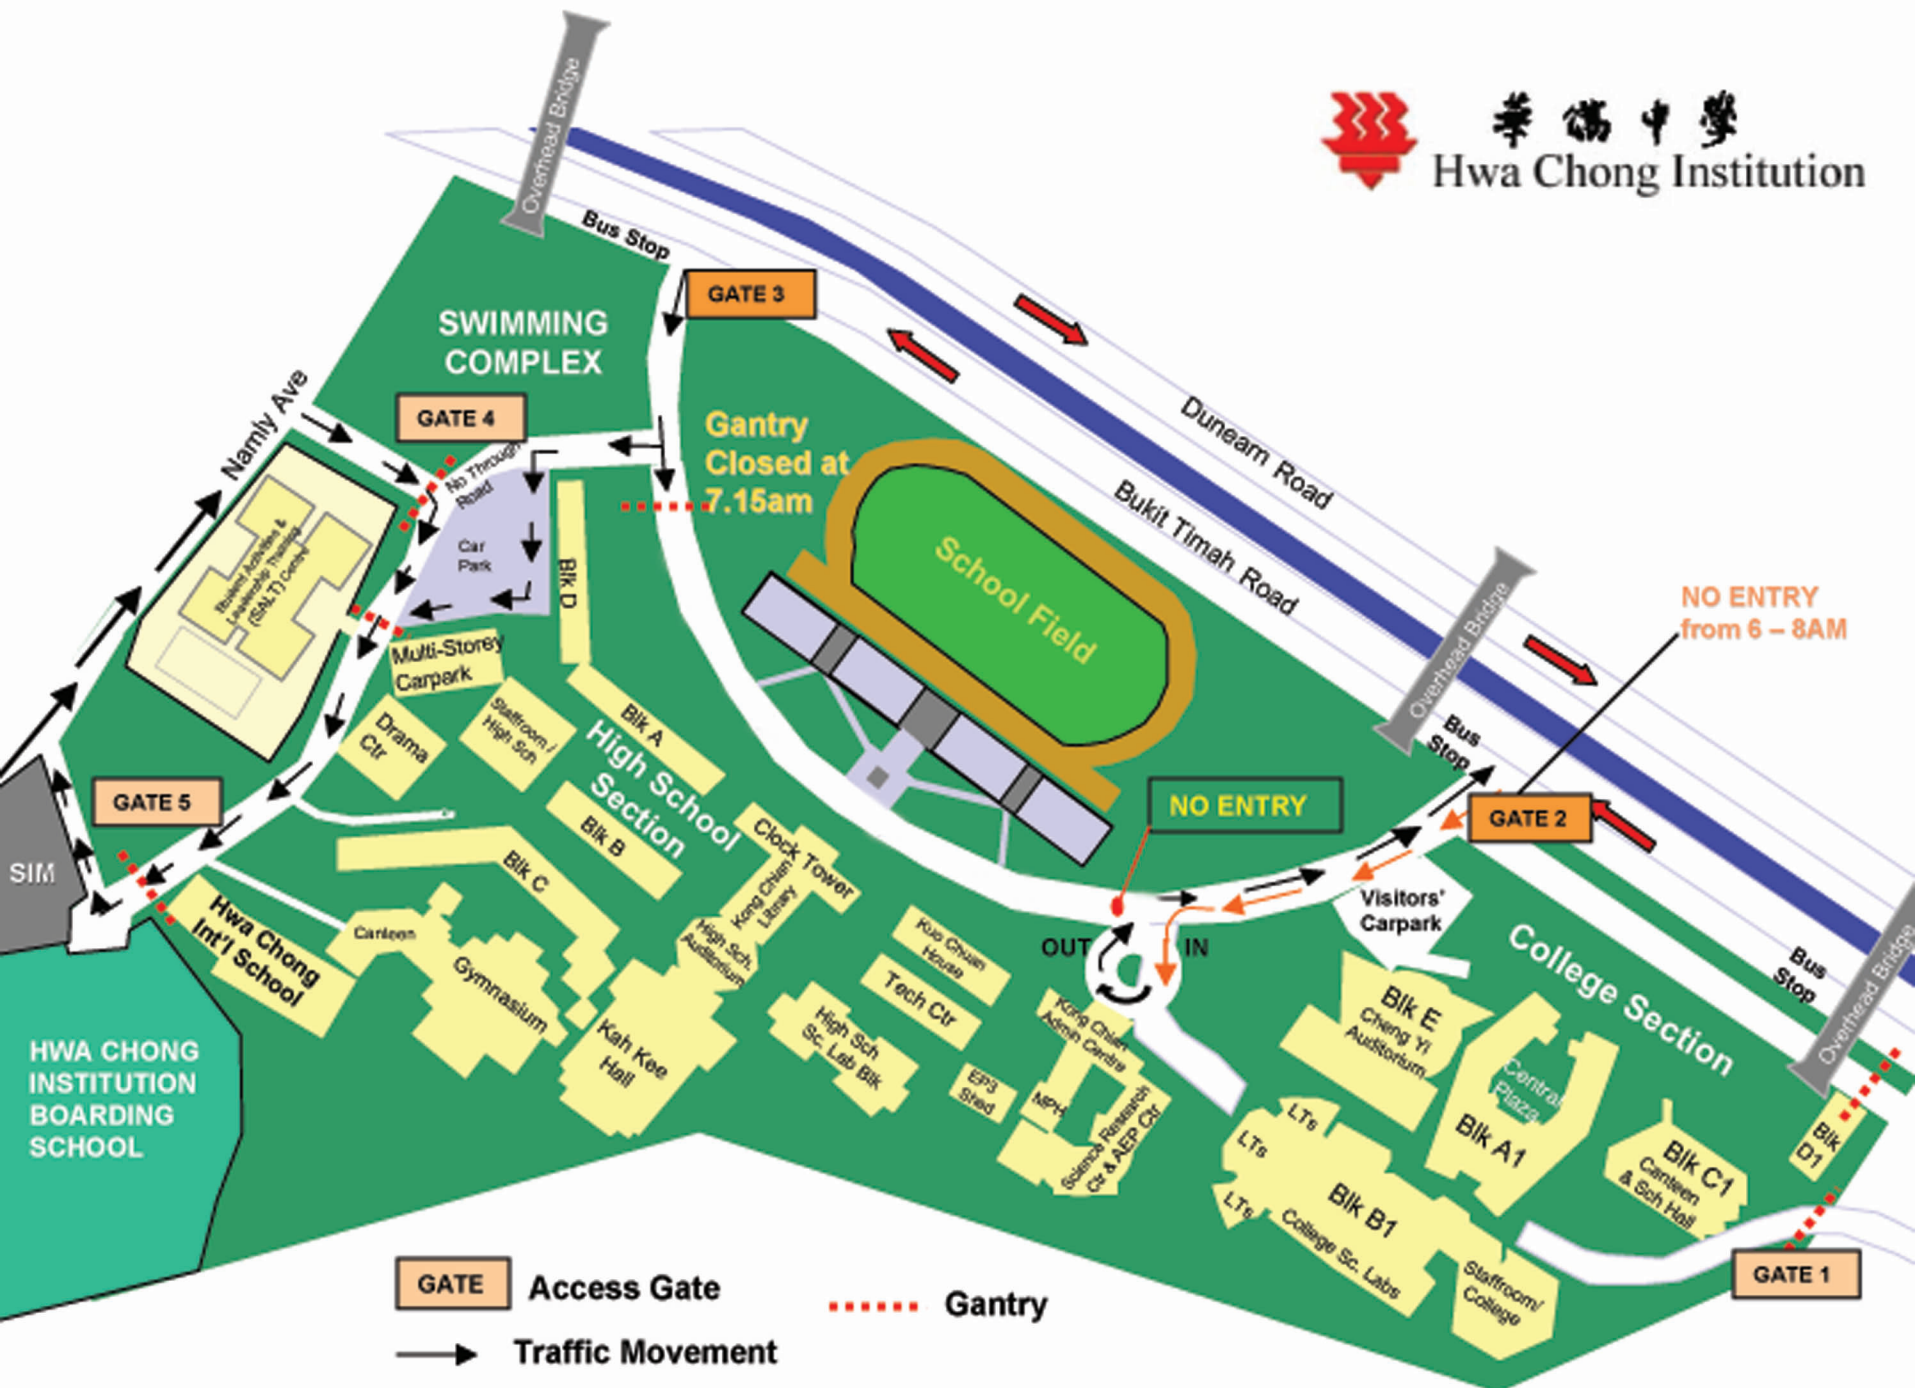 華僑中學
Hwa Chong Institution
Overhead Bridge
Bus Stop
GATE 3
SWIMMING
COMPLEX
Namly Ave
GATE 4
No Through
Road
Gantry
Closed at
7.15am
Car
Park
Blk D
Student Activities &
Leadership Training
(SALT) Centre
School Field
Dunearn Road
Bukit Timah Road
Overhead Bridge
NO ENTRY
from 6 – 8AM
Bus
Stop
Multi-Storey
Carpark
Drama
Ctr
Staffroom /
High Sch
Blk A
High School
Section
Blk B
GATE 5
SIM
NO ENTRY
GATE 2
Clock Tower
Kong Chian
Library
High Sch.
Auditorium
Blk C
Canteen
Gymnasium
Hwa Chong
Int'l School
Kah Kee
Hall
Kuo Chuan
House
Tech Ctr
High Sch
Sc. Lab Blk
OUT
IN
Visitors'
Carpark
College Section
Bus
Stop
Overhead Bridge
Kong Chian
Admin Centre
EP3
Shed
MPH
Science Research
Ctr & AEP Ctr
Blk E
Cheng Yi
Auditorium
Central
Plaza
Blk A1
LTs
LTs
LTs
Blk B1
College Sc. Labs
Blk C1
Canteen
& Sch Hall
Blk
D1
Staffroom/
College
GATE 1
HWA CHONG
INSTITUTION
BOARDING
SCHOOL
GATE
Access Gate
Gantry
Traffic Movement